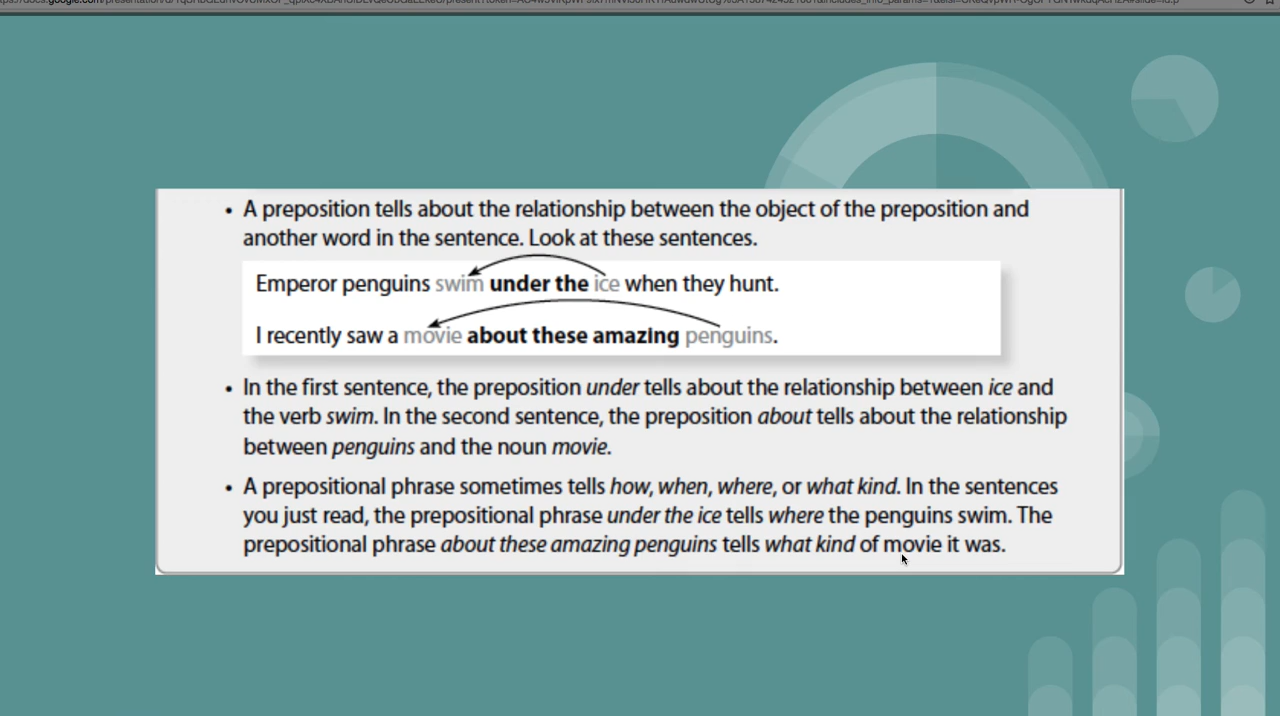 • A preposition tells about the relationship between the object of the preposition and
another word in the sentence. Look at these sentences.
Emperor penguins swim under the ice when they hunt.
I recently saw a movie about these amazing penguins.
• In the first sentence, the preposition under tells about the relationship between ice and
the verb swim. In the second sentence, the preposition about tells about the relationship
between penguins and the noun movie.
• A prepositional phrase sometimes tells how, when, where, or what kind. In the sentences
you just read, the prepositional phrase under the ice tells where the penguins swim. The
prepositional phrase about these amazing penguins tells what kind of movie it was.